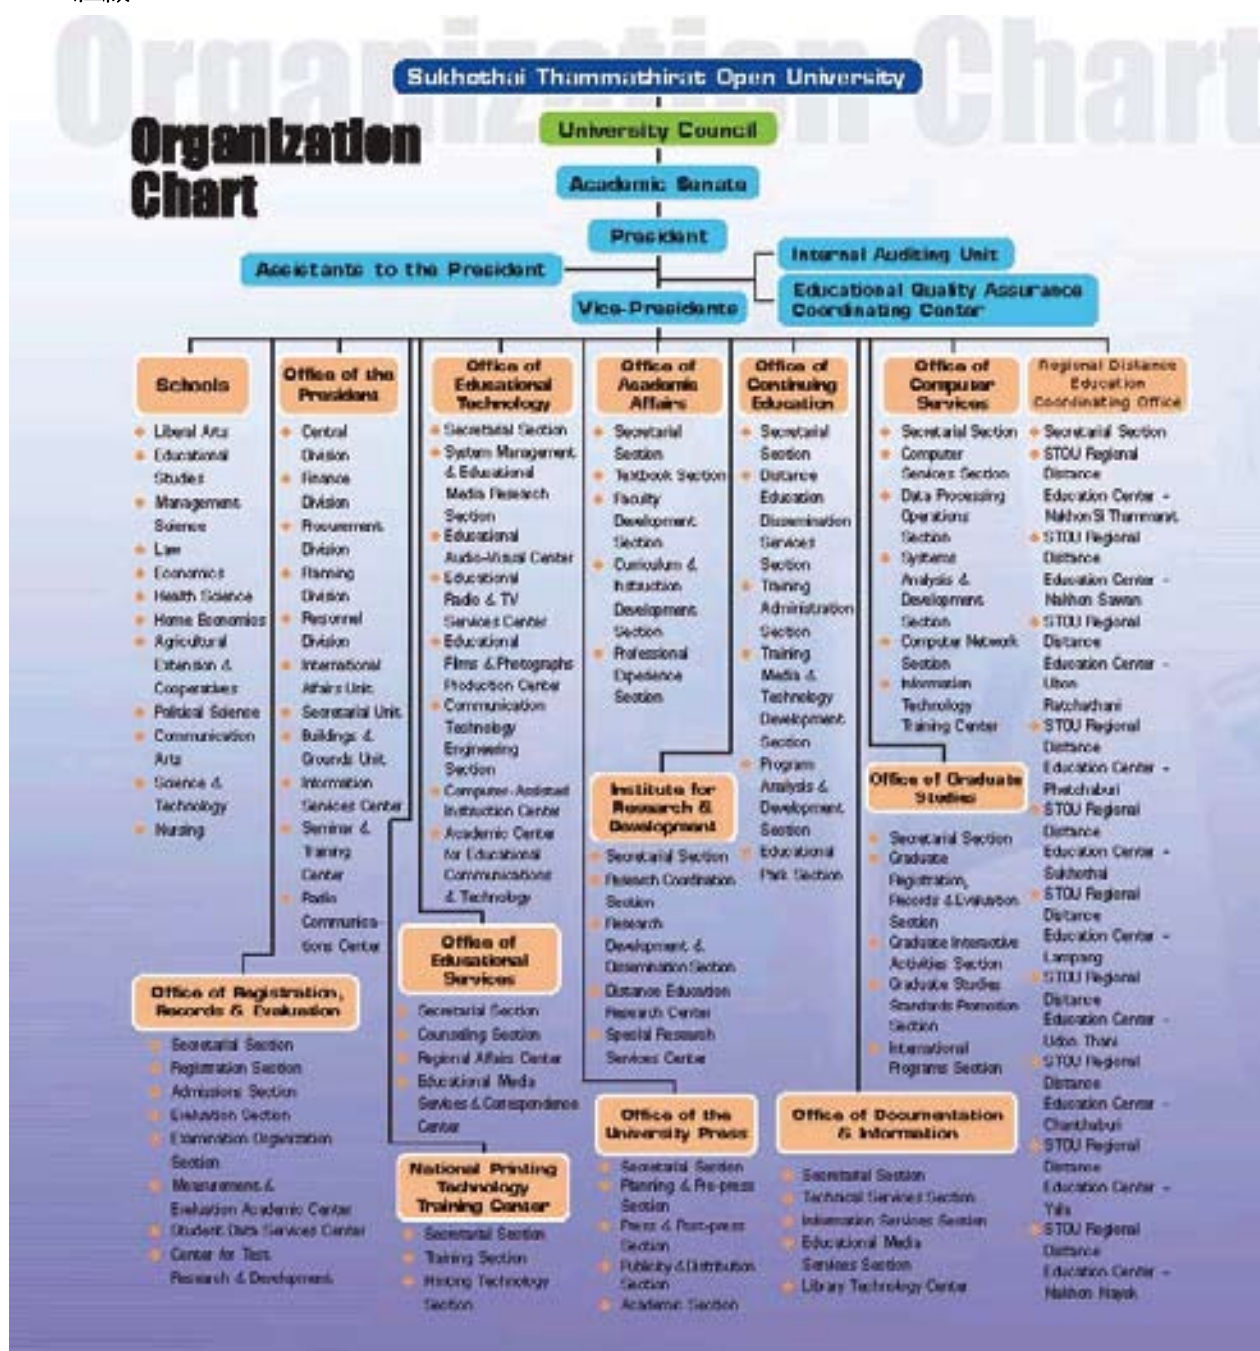 Organization Chart
Sukhothai Thammathirat Open University
Organization
Chart
University Council
Academic Senate
President
Assistants to the President
Internal Auditing Unit
Educational Quality Assurance
Coordinating Center
Vice-Presidents
Schools
Liberal Arts
Educational
Studies
Management
Science
Law
Economics
Health Science
Home Economics
Agricultural
Extension &
Cooperatives
Political Science
Communication
Arts
Science &
Technology
Nursing
Office of the
President
Central
Division
Finance
Division
Procurement
Division
Planning
Division
Personnel
Division
International
Affairs Unit
Secretarial Unit
Buildings &
Grounds Unit
Information
Services Center
Seminar &
Training
Center
Radio
Communica-
tions Center
Office of
Educational
Technology
Secretarial Section
System Management
& Educational
Media Research
Section
Educational
Audio-Visual Center
Educational
Radio & TV
Services Center
Educational
Films & Photographs
Production Center
Communication
Technology
Engineering
Section
Computer-Assisted
Instruction Center
Academic Center
for Educational
Communications
& Technology
Office of
Academic
Affairs
Secretarial
Section
Textbook Section
Faculty
Development
Section
Curriculum &
Instruction
Development
Section
Professional
Experience
Section
Office of
Continuing
Education
Secretarial
Section
Distance
Education
Dissemination
Services
Section
Training
Administration
Section
Training
Media &
Technology
Development
Section
Program
Analysis &
Development
Section
Educational
Park Section
Office of
Computer
Services
Secretarial Section
Computer
Services Section
Data Processing
Operations
Section
Systems
Analysis &
Development
Section
Computer Network
Section
Information
Technology
Training Center
Regional Distance
Education
Coordinating Office
Secretarial Section
STOU Regional
Distance
Education Center -
Nakhon Si Thammarat
STOU Regional
Distance
Education Center -
Nakhon Sawan
STOU Regional
Distance
Education Center -
Ubon
Ratchathani
STOU Regional
Distance
Education Center -
Phetchaburi
STOU Regional
Distance
Education Center -
Sukhothai
STOU Regional
Distance
Education Center -
Lampang
STOU Regional
Distance
Education Center -
Udon Thani
STOU Regional
Distance
Education Center -
Chanthaburi
STOU Regional
Distance
Education Center -
Yala
STOU Regional
Distance
Education Center -
Nakhon Nayok
Institute for
Research &
Development
Secretarial Section
Research Coordination
Section
Research
Development &
Dissemination Section
Distance Education
Research Center
Special Research
Services Center
Office of Graduate
Studies
Secretarial Section
Graduate
Registration,
Records & Evaluation
Section
Graduate Interactive
Activities Section
Graduate Studies
Standards Promotion
Section
International
Programs Section
Office of
Educational
Services
Secretarial Section
Counseling Section
Regional Affairs Center
Educational Media
Services & Correspondence
Center
Office of Registration,
Records & Evaluation
Secretarial Section
Registration Section
Admissions Section
Evaluation Section
Examination Organization
Section
Measurement &
Evaluation Academic Center
Student Data Services Center
Center for Test
Research & Development
National Printing
Technology
Training Center
Secretarial Section
Training Section
Printing Technology
Section
Office of the
University Press
Secretarial Section
Planning & Pre-press
Section
Press & Post-press
Section
Publicity & Distribution
Section
Academic Section
Office of Documentation
& Information
Secretarial Section
Technical Services Section
Information Services Section
Educational Media
Services Section
Library Technology Center